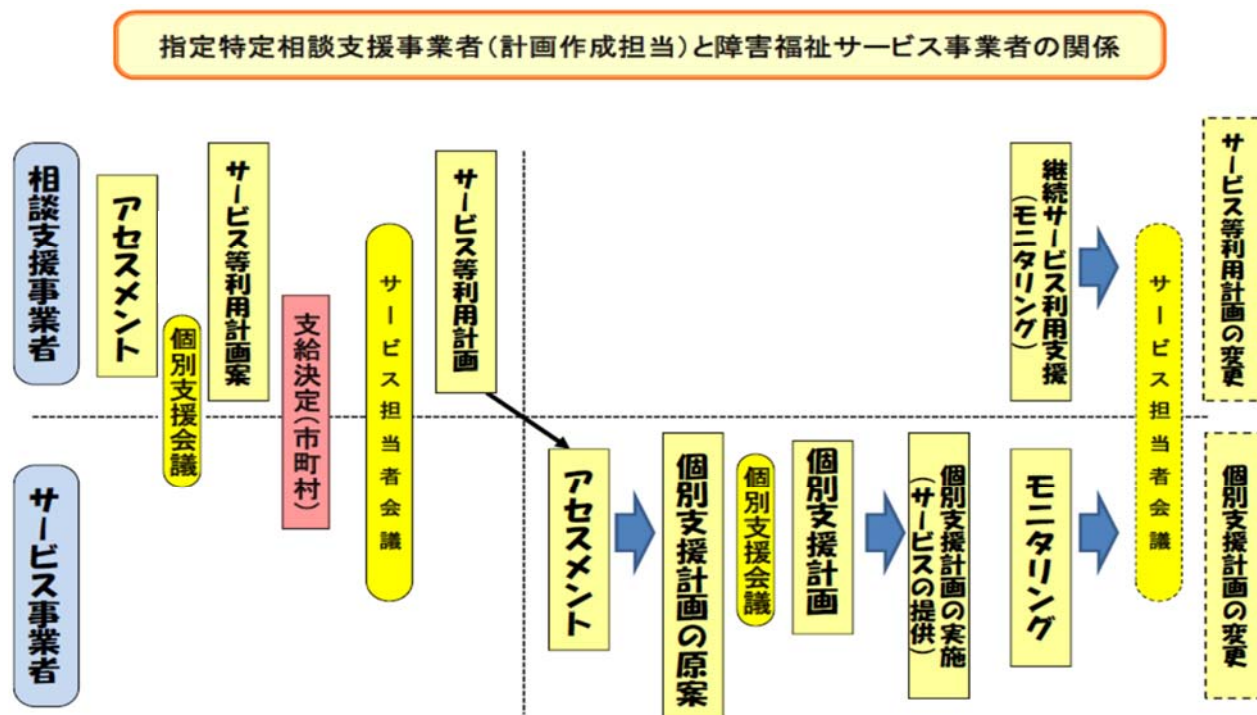 指定特定相談支援事業者(計画作成担当)と障害福祉サービス事業者の関係
相談支援事業者
アセスメント
個別支援会議
サービス等利用計画案
支給決定(市町村)
サービス担当者会議
サービス等利用計画
継続サービス利用支援
(モニタリング)
サービス担当者会議
サービス等利用計画の変更
サービス事業者
アセスメント
個別支援計画の原案
個別支援会議
個別支援計画
個別支援計画の実施
(サービスの提供)
モニタリング
個別支援計画の変更